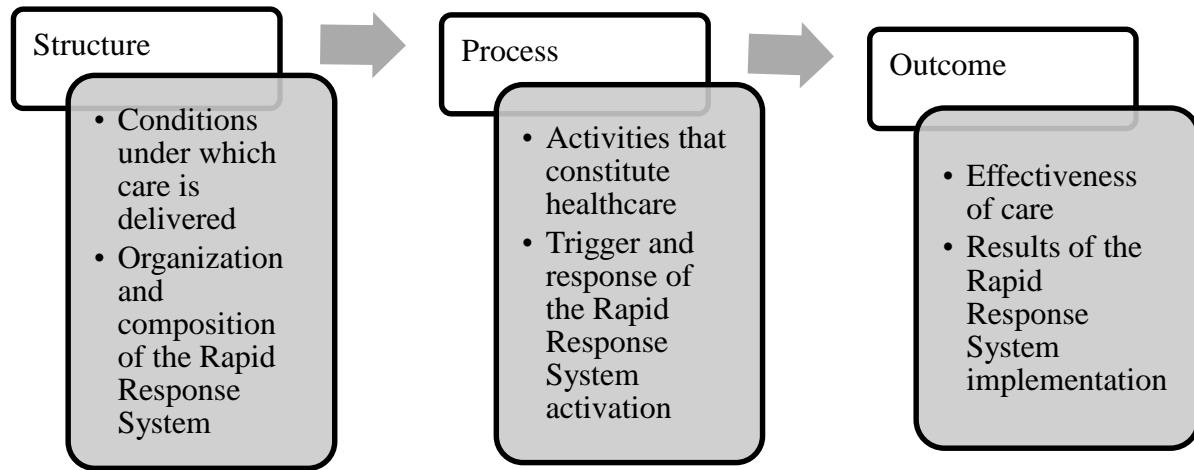 Structure
• Conditions
under which
care is
delivered
• Organization
and
composition
of the Rapid
Response
System
Process
• Activities that
constitute
healthcare
• Trigger and
response of
the Rapid
Response
System
activation
Outcome
• Effectiveness
of care
• Results of the
Rapid
Response
System
implementation